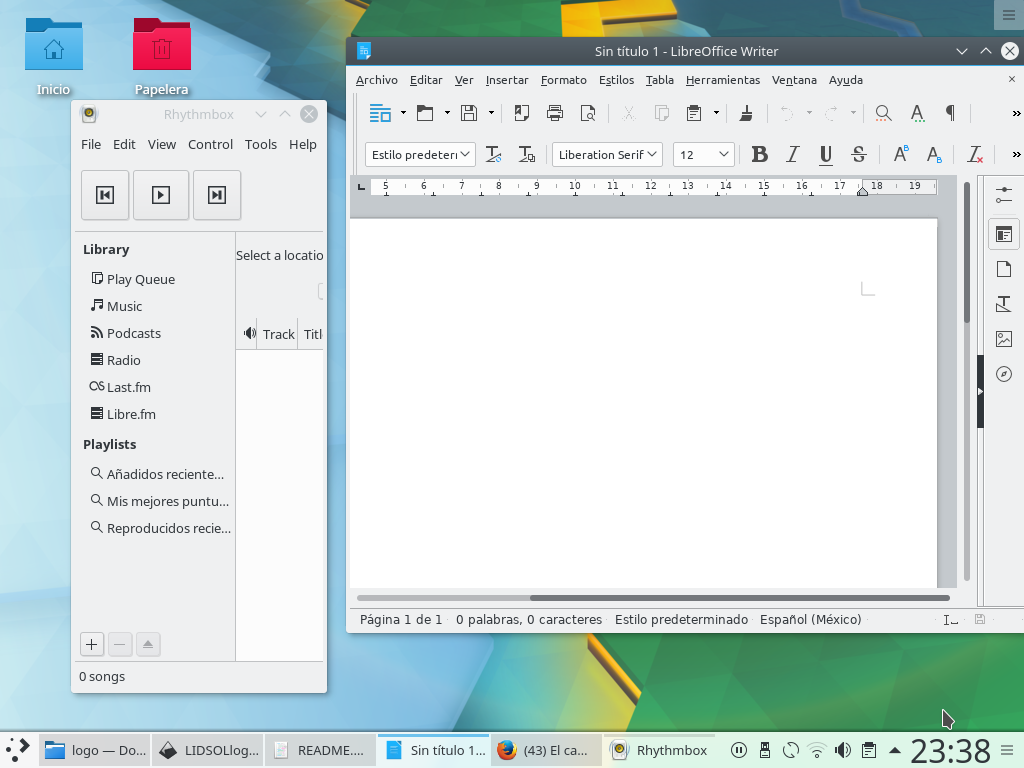 Inicio
Papelera
Rhythmbox
File Edit View Control Tools Help
Library
Play Queue
Music
Podcasts
Radio
Last.fm
Libre.fm
Playlists
Añadidos reciente...
Mis mejores puntu...
Reproducidos recie...
Select a locatio
Track Titl
0 songs
Sin título 1 - LibreOffice Writer
Archivo Editar Ver Insertar Formato Estilos Tabla Herramientas Ventana Ayuda
Estilo predeteri Liberation Serif 12
5 6 7 8 9 10 11 12 13 14 15 16 17 18 19
Página 1 de 1 0 palabras, 0 caracteres Estilo predeterminado Español (México)
logo — Do... LIDSOLlog... README.... Sin título 1... (43) El ca... Rhythmbox 23:38